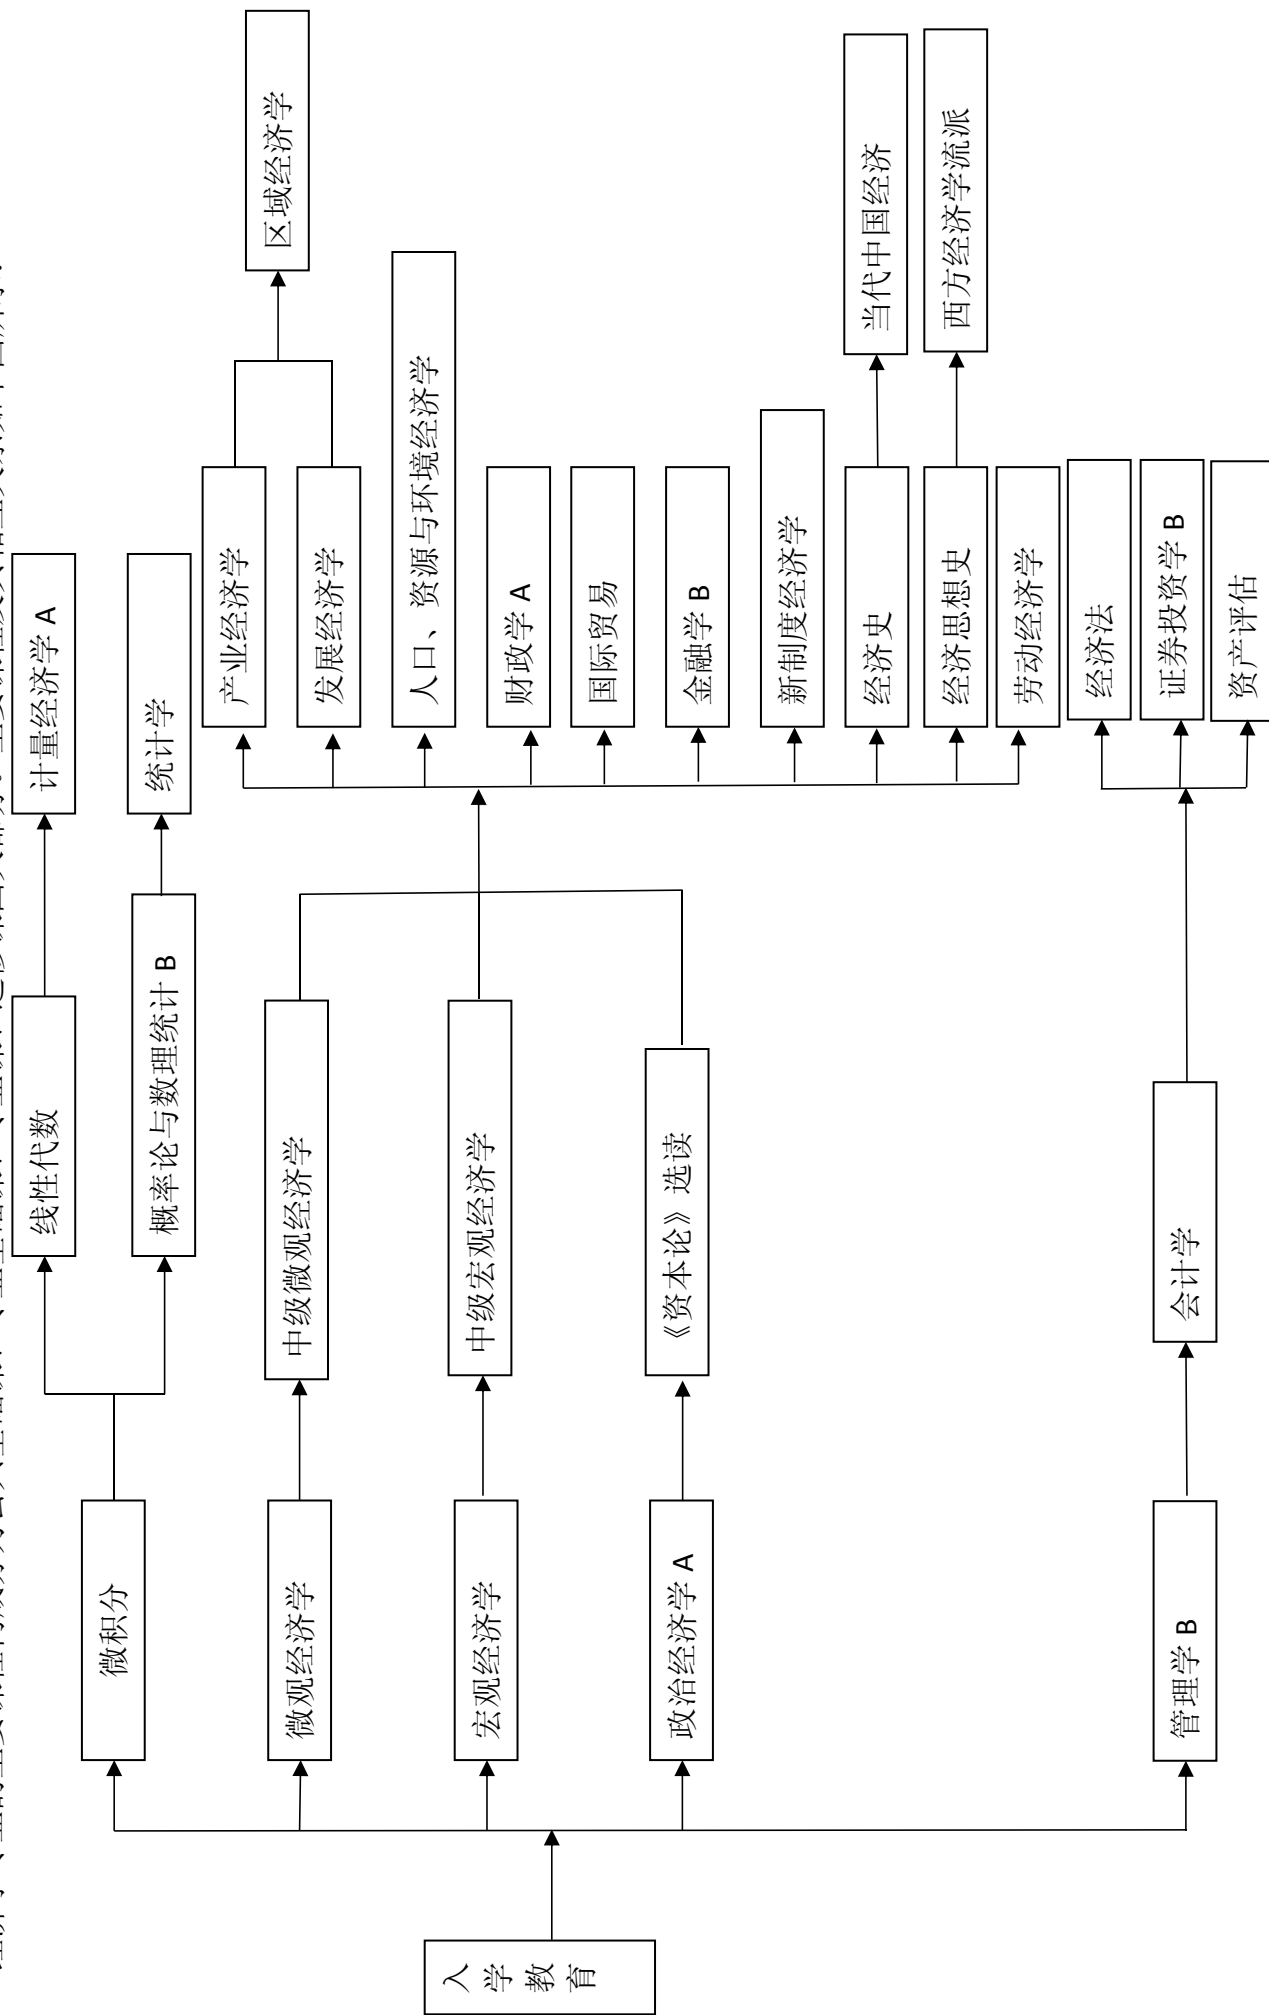 入学教育
微积分
微观经济学
宏观经济学
政治经济学 A
管理学 B
线性代数
概率论与数理统计 B
中级微观经济学
中级宏观经济学
《资本论》选读
会计学
计量经济学 A
统计学
产业经济学
发展经济学
人口、资源与环境经济学
财政学 A
国际贸易
金融学 B
新制度经济学
经济史
经济思想史
劳动经济学
经济法
证券投资学 B
资产评估
区域经济学
当代中国经济
西方经济学流派